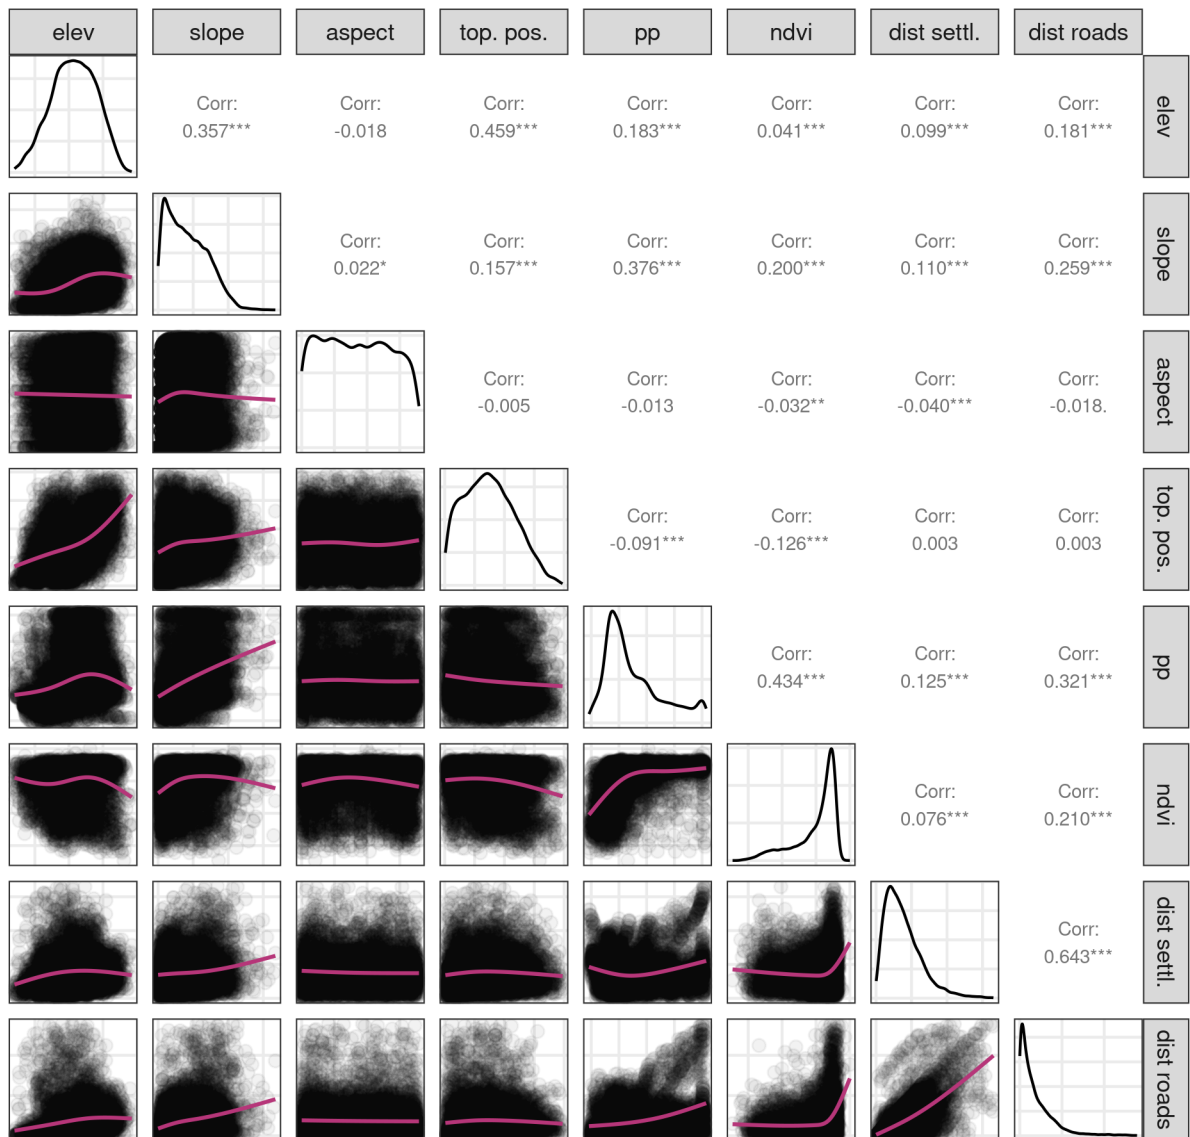 elev slope aspect top. pos. pp ndvi dist settl. dist roads
Corr: Corr: Corr: Corr: Corr: Corr: Corr:
0.357*** -0.018 0.459*** 0.183*** 0.041*** 0.099*** 0.181***
elev
Corr: Corr: Corr: Corr: Corr: Corr:
0.022* 0.157*** 0.376*** 0.200*** 0.110*** 0.259***
slope
Corr: Corr: Corr: Corr: Corr:
-0.005 -0.013 -0.032** -0.040*** -0.018.
aspect
Corr: Corr: Corr: Corr:
-0.091*** -0.126*** 0.003 0.003
top. pos.
Corr: Corr: Corr:
0.434*** 0.125*** 0.321***
pp
Corr: Corr:
0.076*** 0.210***
ndvi
Corr:
0.643***
dist settl.
dist roads